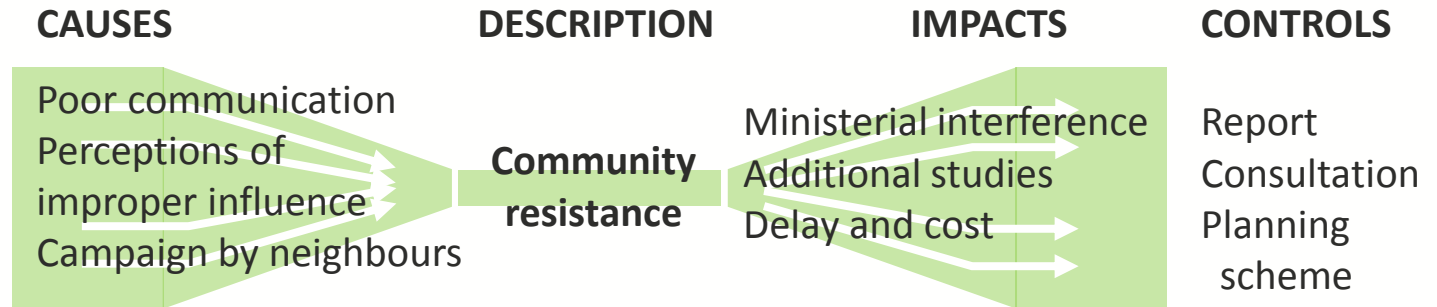 CAUSES
DESCRIPTION
IMPACTS
CONTROLS
Poor communication
Perceptions of
improper influence
Campaign by neighbours
Community
resistance
Ministerial interference
Additional studies
Delay and cost
Report
Consultation
Planning
scheme